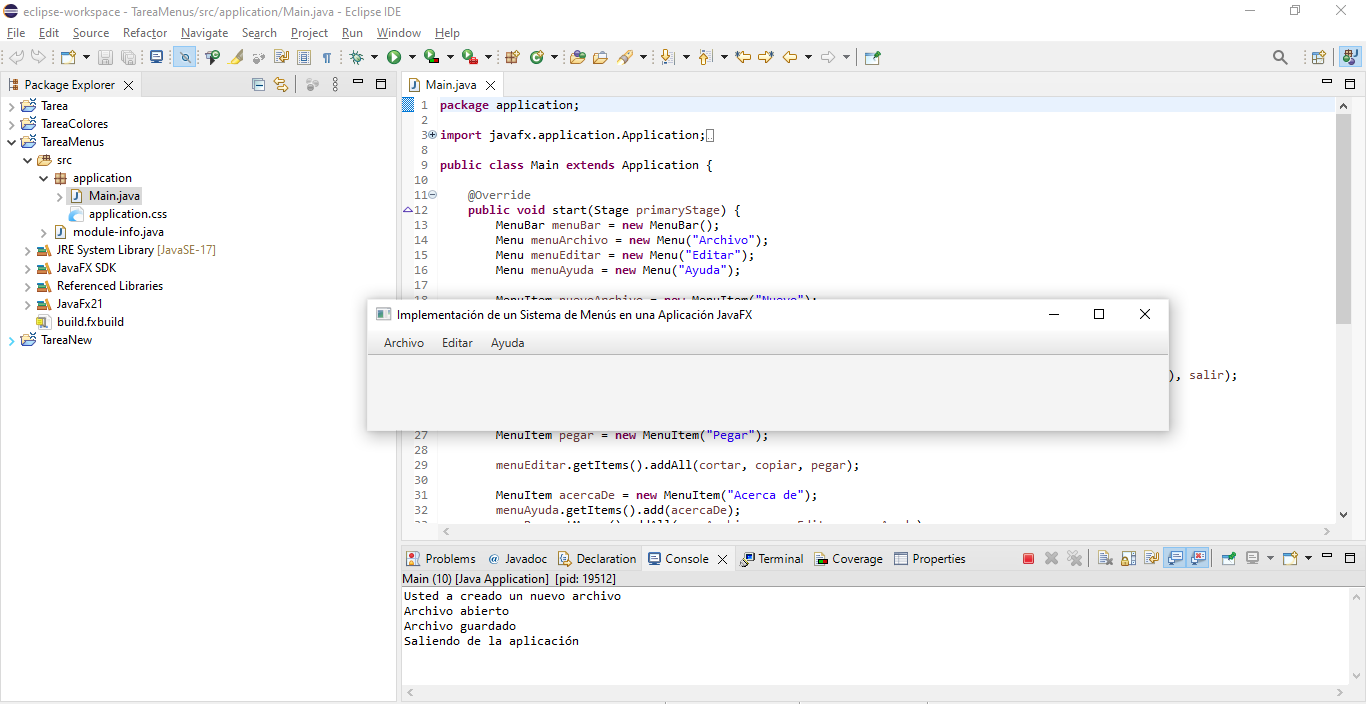 eclipse-workspace - TareaMenus/src/application/Main.java - Eclipse IDE
File Edit Source Refactor Navigate Search Project Run Window Help
Package Explorer
Tarea
TareaColores
TareaMenus
src
application
Main.java
application.css
module-info.java
JRE System Library [JavaSE-17]
JavaFX SDK
Referenced Libraries
JavaFx21
build.fxbuild
TareaNew
Main.java
1 package application;
2
3 import javafx.application.Application;
8
9 public class Main extends Application {
10
11 @Override
12 public void start(Stage primaryStage) {
13 MenuBar menuBar = new MenuBar();
14 Menu menuArchivo = new Menu("Archivo");
15 Menu menuEditar = new Menu("Editar");
16 Menu menuAyuda = new Menu("Ayuda");
17
18 MenuItem nuevoArchivo = new MenuItem("Nuevo");
Implementación de un Sistema de Menús en una Aplicación JavaFX
Archivo Editar Ayuda
), salir);
27 MenuItem pegar = new MenuItem("Pegar");
28
29 menuEditar.getItems().addAll(cortar, copiar, pegar);
30
31 MenuItem acercaDe = new MenuItem("Acerca de");
32 menuAyuda.getItems().add(acercaDe);
Problems Javadoc Declaration Console Terminal Coverage Properties
Main (10) [Java Application] [pid: 19512]
Usted a creado un nuevo archivo
Archivo abierto
Archivo guardado
Saliendo de la aplicación